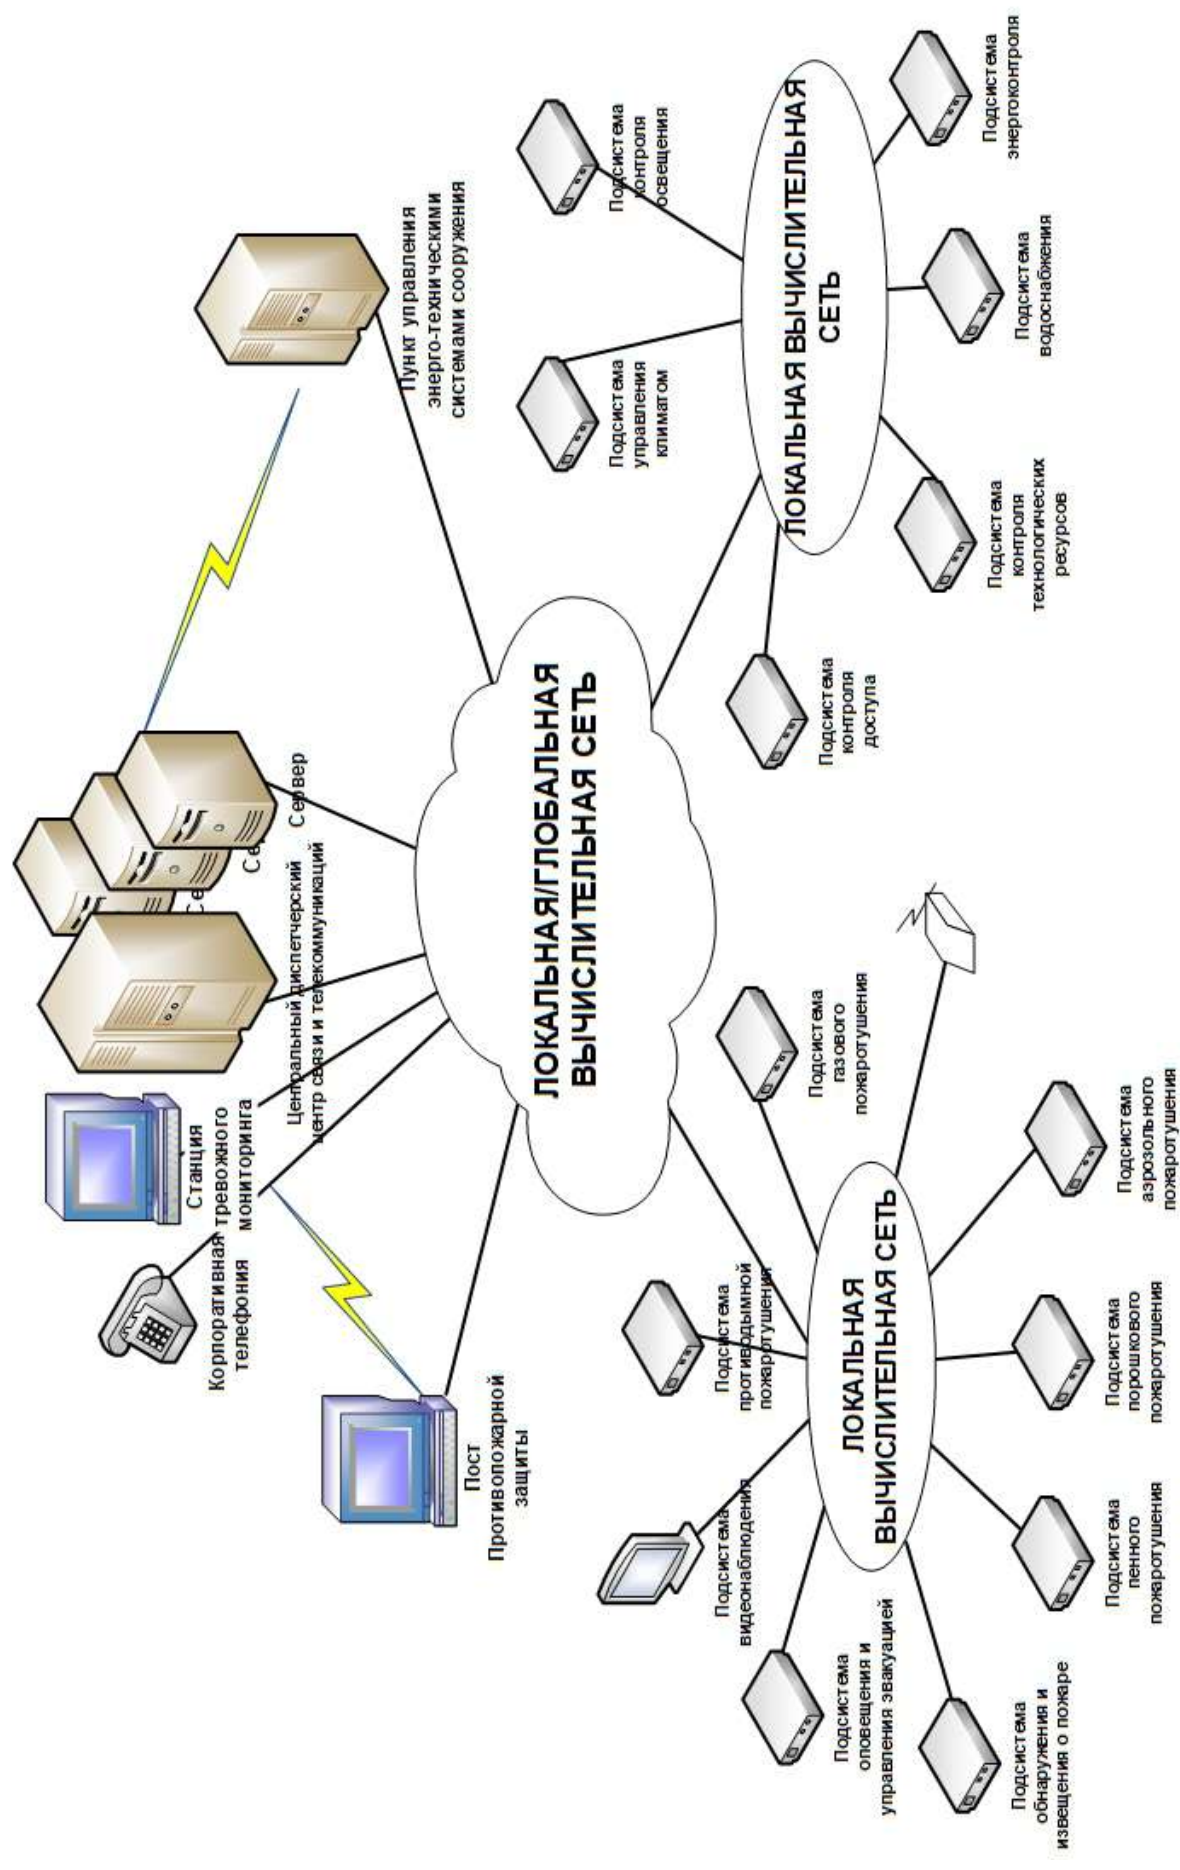 Корпоративная
телефония
Станция
тревожного
мониторинга
Центральный диспетчерский
центр связи и телекоммуникаций
Се
Се
Сервер
Пункт управления
энерго-техническими
системами сооружения
Пост
Противопожарной
защиты
ЛОКАЛЬНАЯ/ГЛОБАЛЬНАЯ
ВЫЧИСЛИТЕЛЬНАЯ СЕТЬ
Подсистема
видеонаблюдения
Подсистема
противодымной
пожаротушения
Подсистема
газового
пожаротушения
Подсистема
оповещения и
управления эвакуацией
ЛОКАЛЬНАЯ
ВЫЧИСЛИТЕЛЬНАЯ СЕТЬ
Подсистема
обнаружения и
извещения о пожаре
Подсистема
пенного
пожаротушения
Подсистема
порошкового
пожаротушения
Подсистема
аэрозольного
пожаротушения
Подсистема
управления
климатом
Подсистема
контроля
освещения
Подсистема
контроля
доступа
ЛОКАЛЬНАЯ ВЫЧИСЛИТЕЛЬНАЯ
СЕТЬ
Подсистема
контроля
технологических
ресурсов
Подсистема
водоснабжения
Подсистема
энергоконтроля